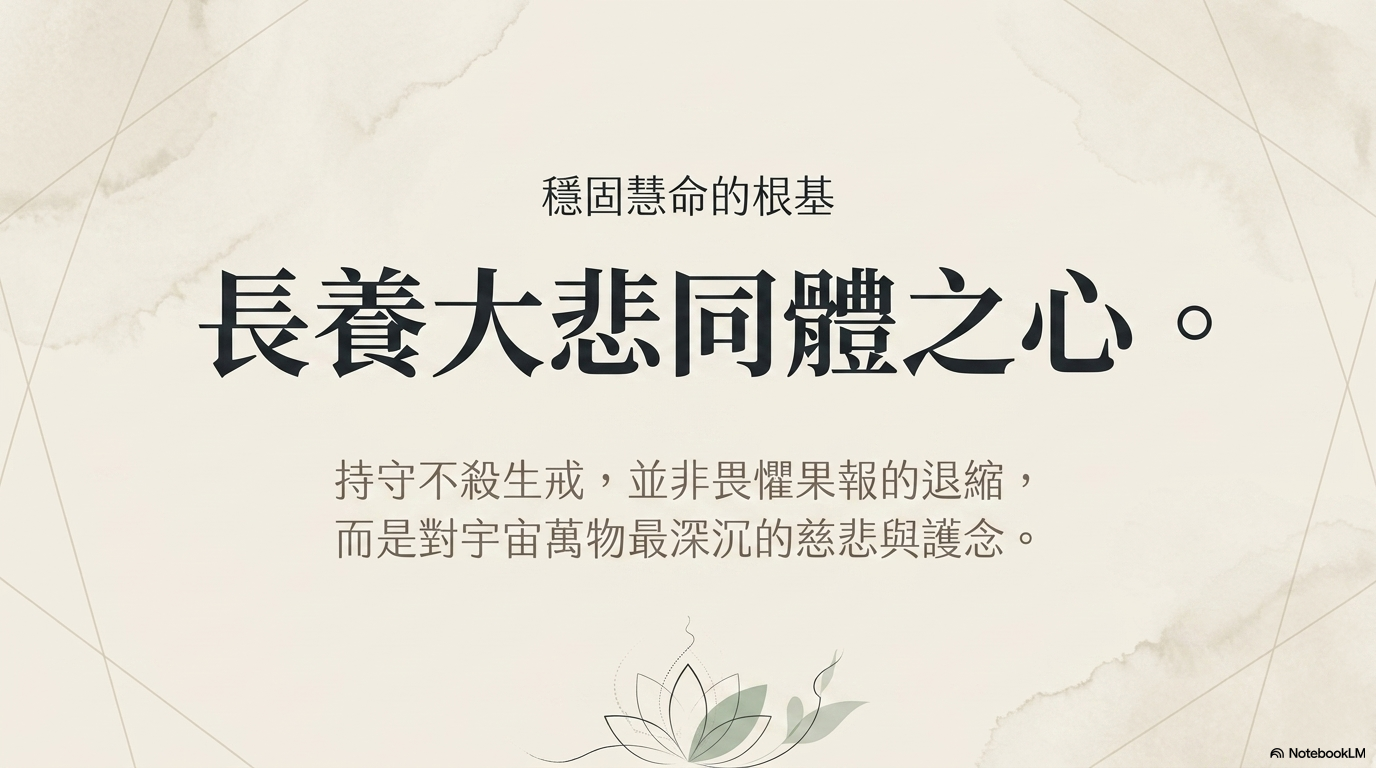 穩固慧命的根基
長養大悲同體之心。
持守不殺生戒，並非畏懼果報的退縮，
而是對宇宙萬物最深沉的慈悲與護念。
NotebookLM